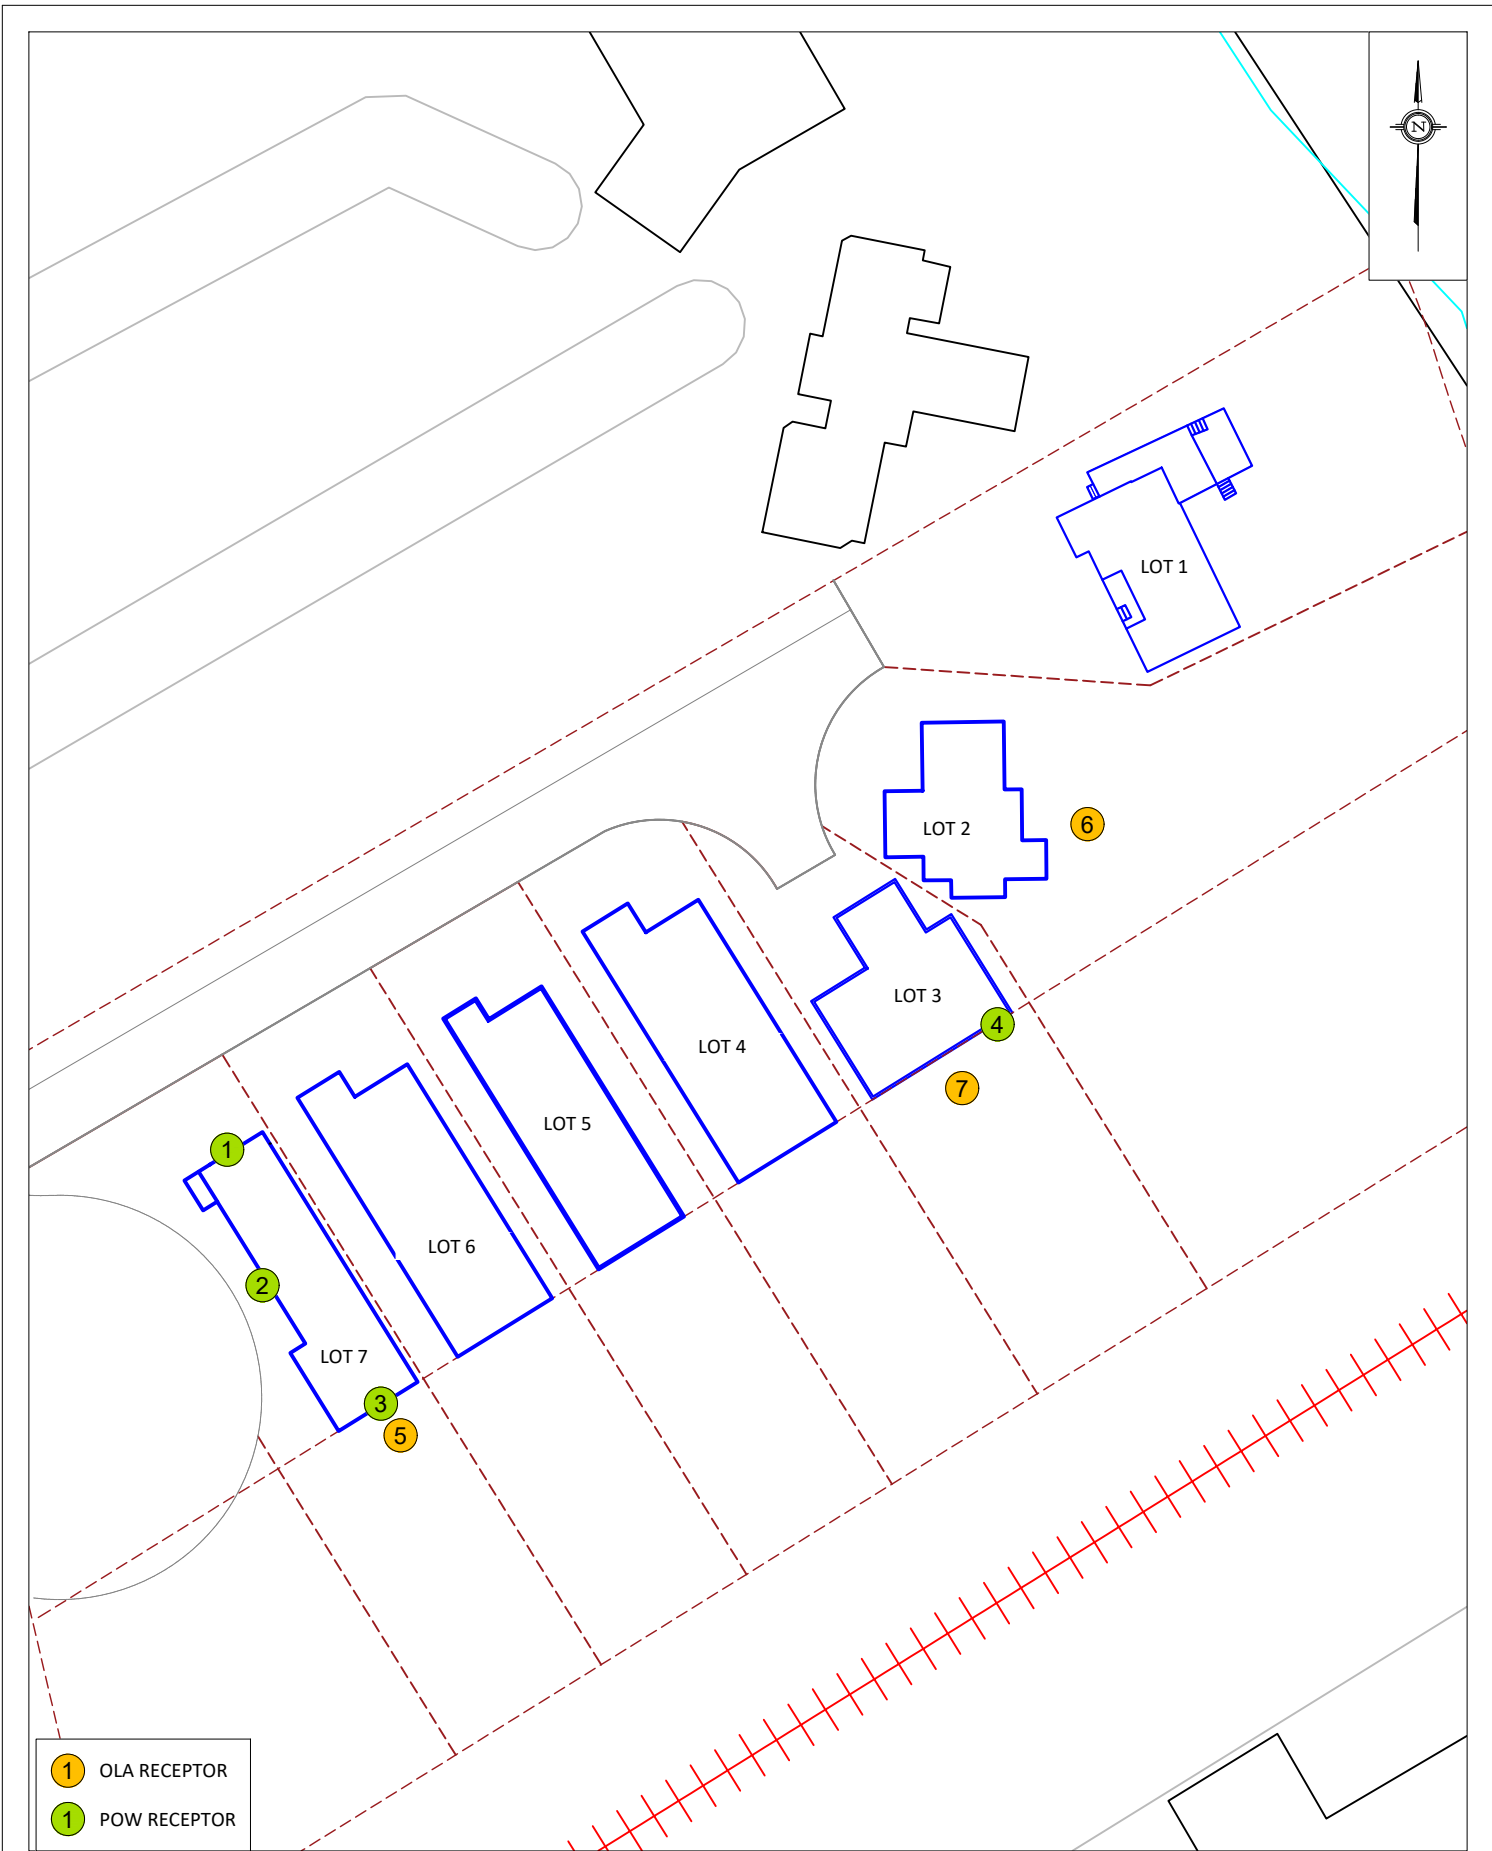 N
LOT 1
LOT 2
6
LOT 3
4
LOT 4
7
LOT 5
1
LOT 6
2
LOT 7
3
5
1 OLA RECEPTOR
1 POW RECEPTOR